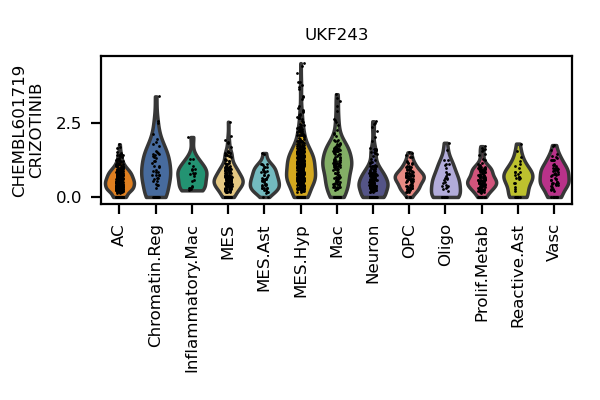 UKF243
CHEMBL601719
CRIZOTINIB
2.5
0.0
AC
Chromatin.Reg
Inflammatory.Mac
MES
MES.Ast
MES.Hyp
Mac
Neuron
OPC
Oligo
Prolif.Metab
Reactive.Ast
Vasc